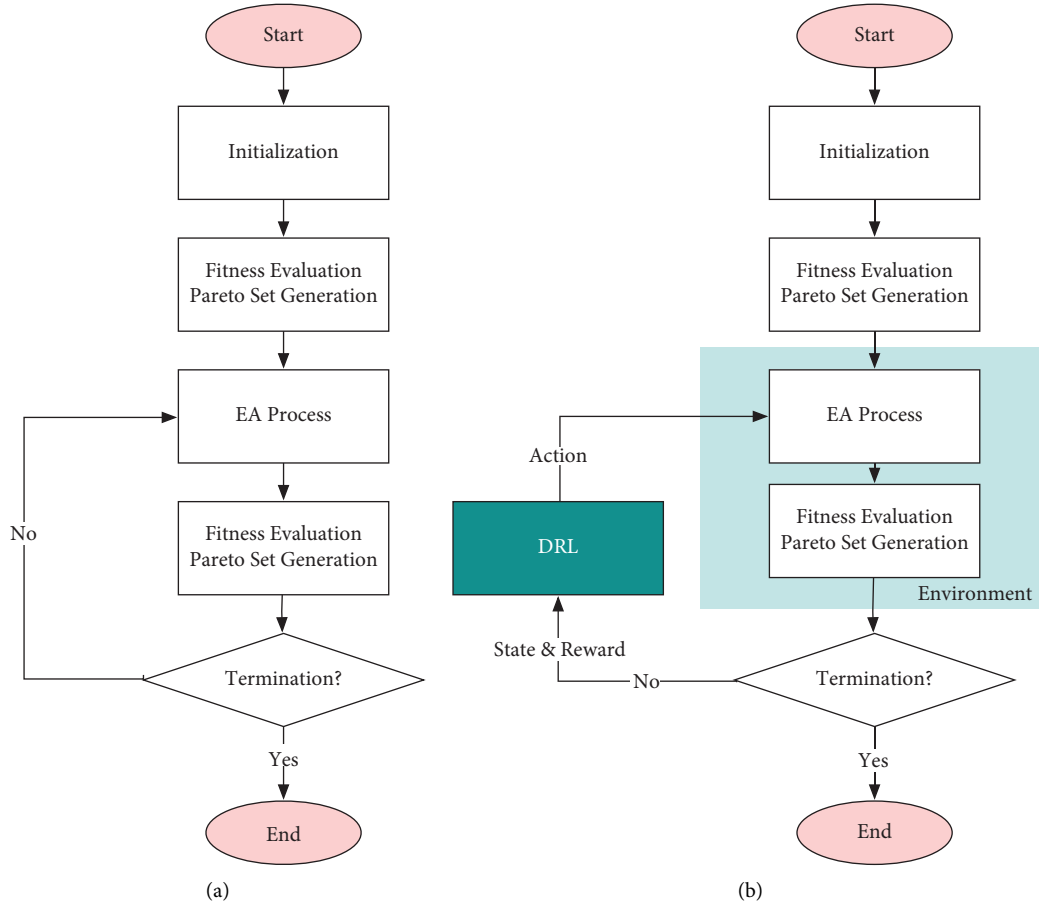 Start
Initialization
Fitness Evaluation
Pareto Set Generation
EA Process
No
Fitness Evaluation
Pareto Set Generation
Termination?
Yes
End
(a)
Start
Initialization
Fitness Evaluation
Pareto Set Generation
EA Process
Action
DRL
Fitness Evaluation
Pareto Set Generation
Environment
State & Reward
No
Termination?
Yes
End
(b)